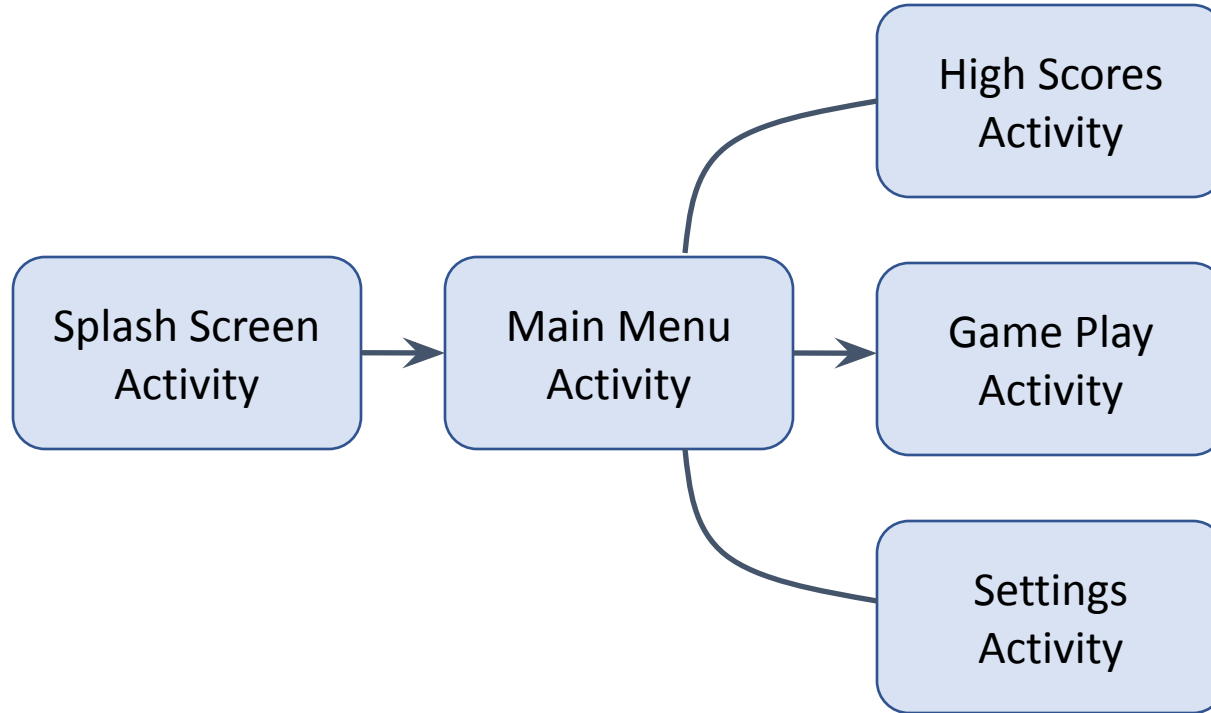 High Scores
Activity
Splash Screen
Activity
Main Menu
Activity
Game Play
Activity
Settings
Activity